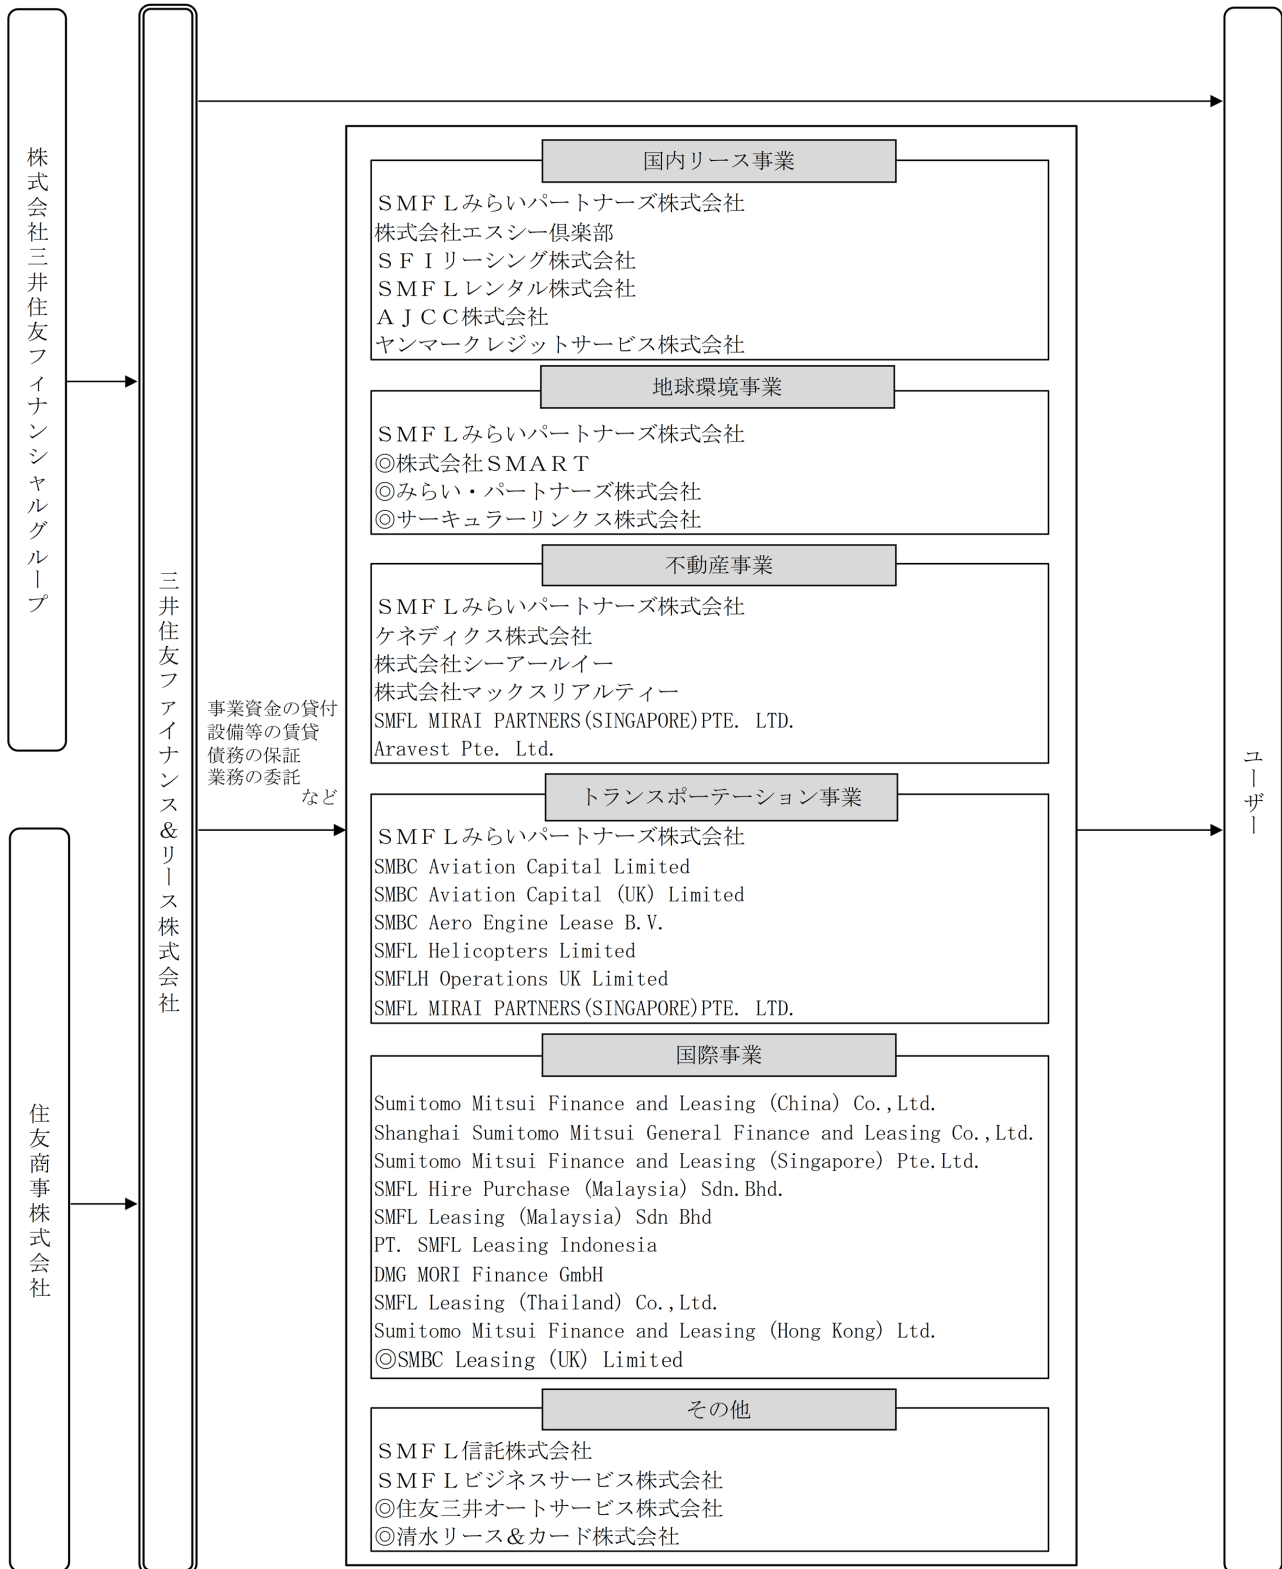 株式会社三井住友フィナンシャルグループ
住友商事株式会社
三井住友ファイナンス&リース株式会社
事業資金の貸付
設備等の賃貸
債務の保証
業務の委託
など
国内リース事業
ＳＭＦＬみらいパートナーズ株式会社
株式会社エスシー倶楽部
ＳＦＩリーシング株式会社
ＳＭＦＬレンタル株式会社
ＡＪＣＣ株式会社
ヤンマークレジットサービス株式会社
地球環境事業
ＳＭＦＬみらいパートナーズ株式会社
◎株式会社ＳＭＡＲＴ
◎みらい・パートナーズ株式会社
◎サーキュラーリンクス株式会社
不動産事業
ＳＭＦＬみらいパートナーズ株式会社
ケネディクス株式会社
株式会社シーアールイー
株式会社マックスリアルティー
SMFL MIRAI PARTNERS(SINGAPORE)PTE. LTD.
Aravest Pte. Ltd.
トランスポーテーション事業
ＳＭＦＬみらいパートナーズ株式会社
SMBC Aviation Capital Limited
SMBC Aviation Capital (UK) Limited
SMBC Aero Engine Lease B.V.
SMFL Helicopters Limited
SMFLH Operations UK Limited
SMFL MIRAI PARTNERS(SINGAPORE)PTE. LTD.
国際事業
Sumitomo Mitsui Finance and Leasing (China) Co.,Ltd.
Shanghai Sumitomo Mitsui General Finance and Leasing Co.,Ltd.
Sumitomo Mitsui Finance and Leasing (Singapore) Pte.Ltd.
SMFL Hire Purchase (Malaysia) Sdn.Bhd.
SMFL Leasing (Malaysia) Sdn Bhd
PT. SMFL Leasing Indonesia
DMG MORI Finance GmbH
SMFL Leasing (Thailand) Co.,Ltd.
Sumitomo Mitsui Finance and Leasing (Hong Kong) Ltd.
◎SMBC Leasing (UK) Limited
その他
ＳＭＦＬ信託株式会社
ＳＭＦＬビジネスサービス株式会社
◎住友三井オートサービス株式会社
◎清水リース&カード株式会社
ユーザー